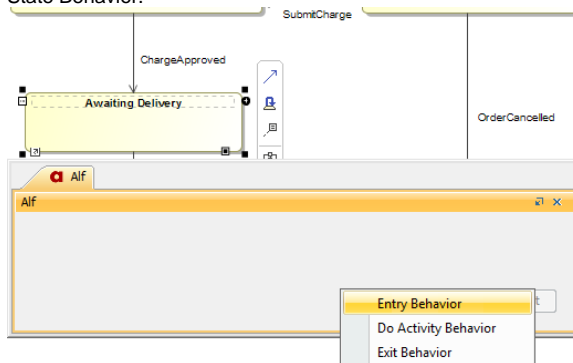 State Behavior.
SubmitCharge
ChargeApproved
Awaiting Delivery
OrderCancelled
Alf
Alf
Entry Behavior
Do Activity Behavior
Exit Behavior